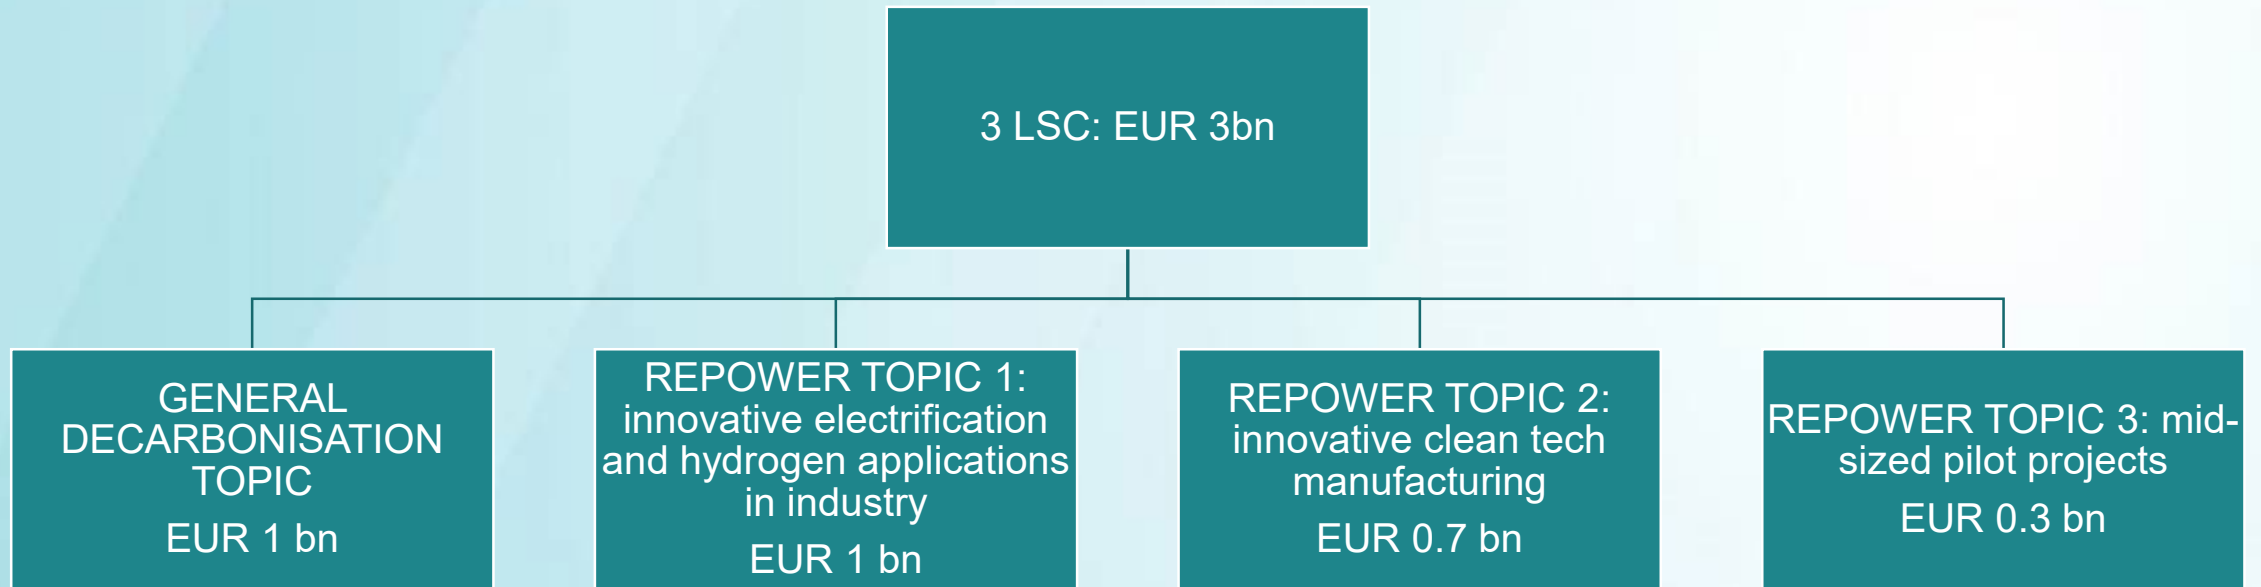 3 LSC: EUR 3bn
GENERAL
DECARBONISATION
TOPIC
EUR 1 bn
REPOWER TOPIC 1:
innovative electrification
and hydrogen applications
in industry
EUR 1 bn
REPOWER TOPIC 2:
innovative clean tech
manufacturing
EUR 0.7 bn
REPOWER TOPIC 3: mid-
sized pilot projects
EUR 0.3 bn